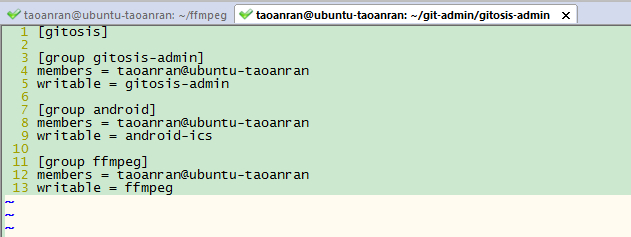 taoanran@ubuntu-taoanran: ~/ffmpeg taoanran@ubuntu-taoanran: ~/git-admin/gitosis-admin X
1 [gitosis]
2
3 [group gitosis-admin]
4 members = taoanran@ubuntu-taoanran
5 writable = gitosis-admin
6
7 [group android]
8 members = taoanran@ubuntu-taoanran
9 writable = android-ics
10
11 [group ffmpeg]
12 members = taoanran@ubuntu-taoanran
13 writable = ffmpeg
~
~
~